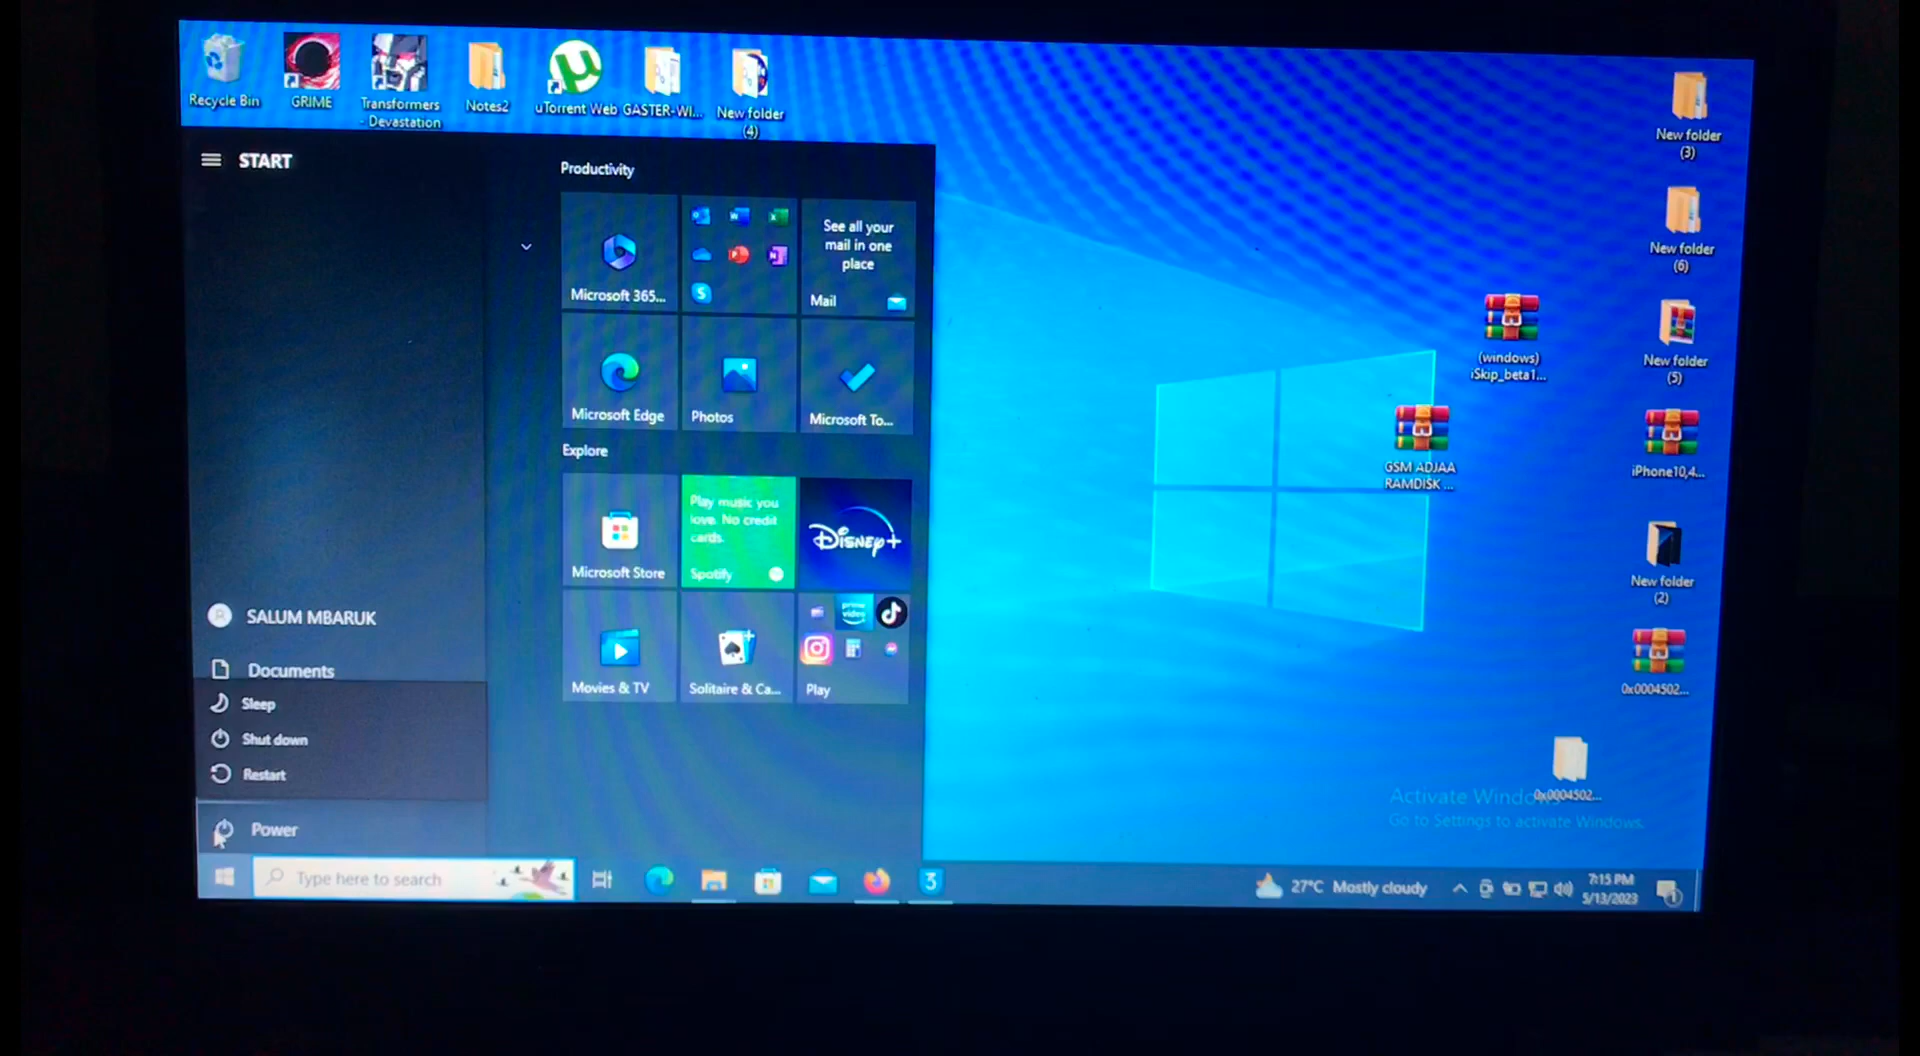 Recycle Bin
GRIME
Transformers
- Devastation
Notes2
uTorrent Web
GASTER-WI...
New folder
(4)
START
Productivity
Microsoft 365...
See all your
mail in one
place
Mail
Microsoft Edge
Photos
Microsoft To...
Explore
Microsoft Store
Play music you
love. No credit
cards.
Spotify
Disney+
Movies & TV
Solitaire & Ca...
prime
video
Play
SALUM MBARUK
Documents
Sleep
Shut down
Restart
Power
New folder
(3)
New folder
(6)
(windows)
iSkip_beta1...
New folder
(5)
GSM ADJAA
RAMDISK ...
iPhone10,4...
New folder
(2)
0x0004502...
0x0004502...
Activate Windows
Go to Settings to activate Windows.
Type here to search
3
27°C Mostly cloudy
7:15 PM
5/13/2023
1